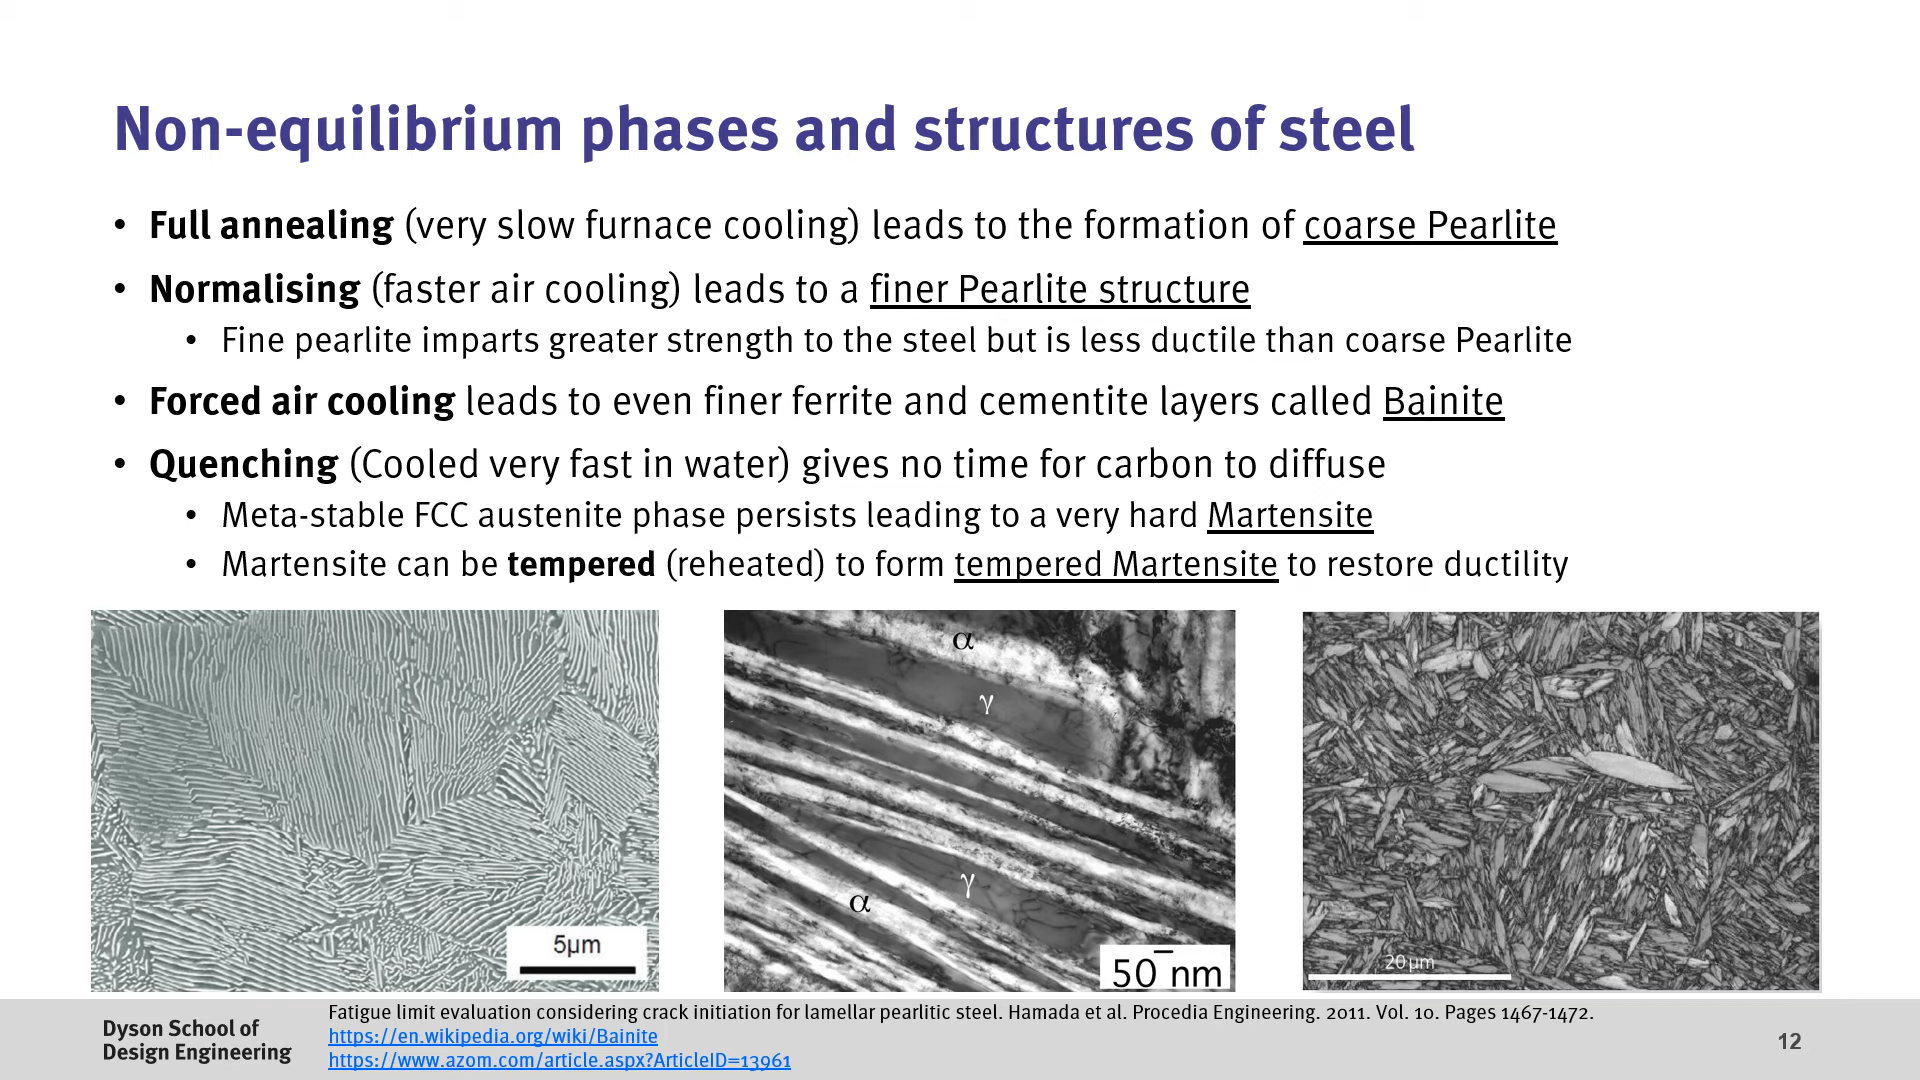 Non-equilibrium phases and structures of steel
• Full annealing (very slow furnace cooling) leads to the formation of coarse Pearlite
• Normalising (faster air cooling) leads to a finer Pearlite structure
• Fine pearlite imparts greater strength to the steel but is less ductile than coarse Pearlite
• Forced air cooling leads to even finer ferrite and cementite layers called Bainite
• Quenching (Cooled very fast in water) gives no time for carbon to diffuse
• Meta-stable FCC austenite phase persists leading to a very hard Martensite
• Martensite can be tempered (reheated) to form tempered Martensite to restore ductility
5µm
α
γ
γ
α
50 nm
20 µm
Dyson School of
Design Engineering
Fatigue limit evaluation considering crack initiation for lamellar pearlitic steel. Hamada et al. Procedia Engineering. 2011. Vol. 10. Pages 1467-1472.
https://en.wikipedia.org/wiki/Bainite
https://www.azom.com/article.aspx?ArticleID=13961
12